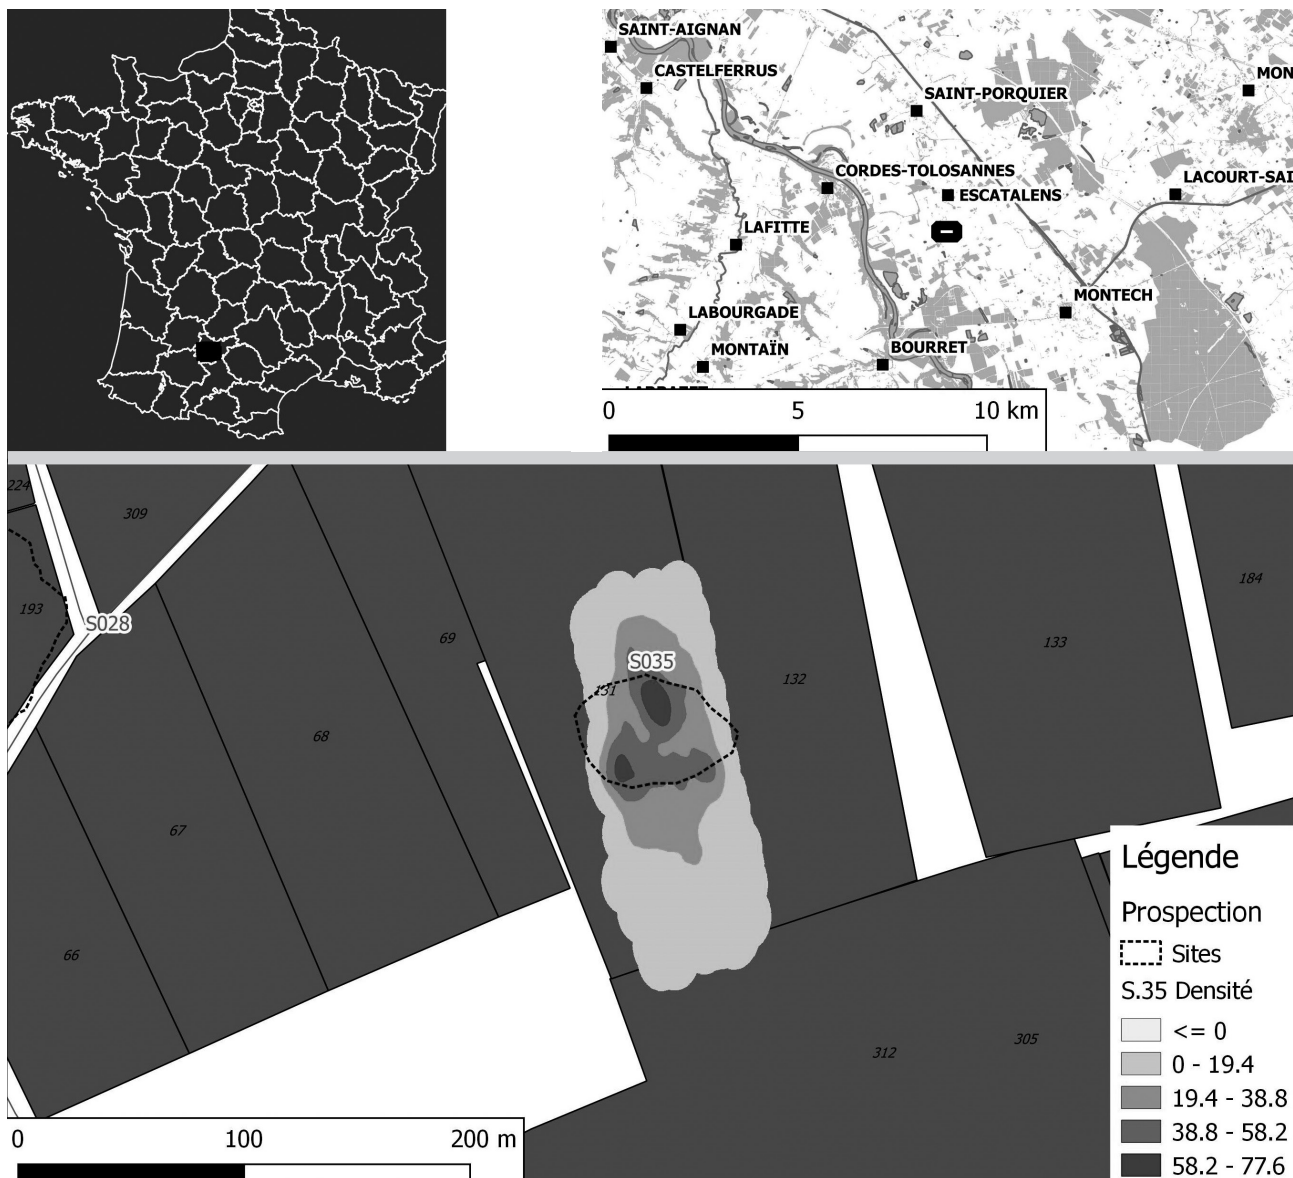 SAINT-AIGNAN
CASTELFERRUS
SAINT-PORQUIER
MON
CORDES-TOLOSANNES
ESCATALENS
LACOURT-SAI
LAFITTE
LABOURGADE
MONTECH
MONTAÏN
BOURRET
0 5 10 km
224
309
193
S028
69
S035
131
132
133
184
68
67
66
312
305
0 100 200 m
Légende
Prospection
Sites
S.35 Densité
<= 0
0 - 19.4
19.4 - 38.8
38.8 - 58.2
58.2 - 77.6